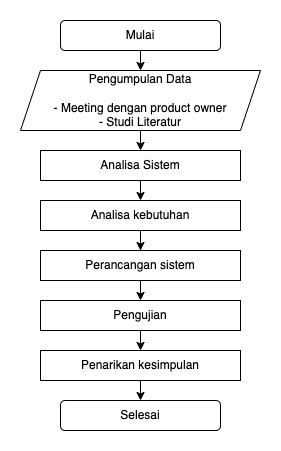 Mulai
Pengumpulan Data
- Meeting dengan product owner
- Studi Literatur
Analisa Sistem
Analisa kebutuhan
Perancangan sistem
Pengujian
Penarikan kesimpulan
Selesai